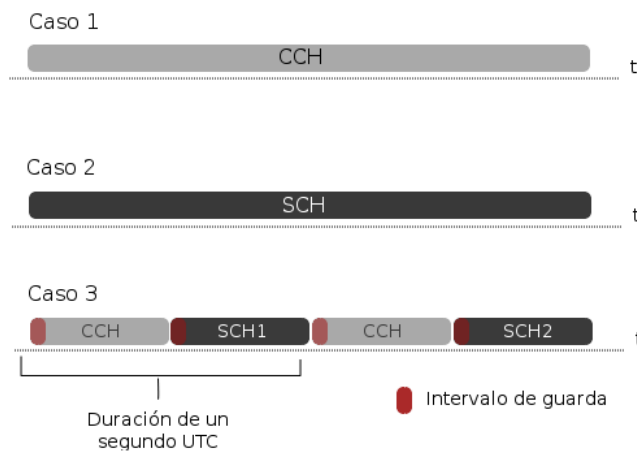 Caso 1
CCH
t
Caso 2
SCH
t
Caso 3
CCH SCH1 CCH SCH2
t
Duración de un
segundo UTC
Intervalo de guarda